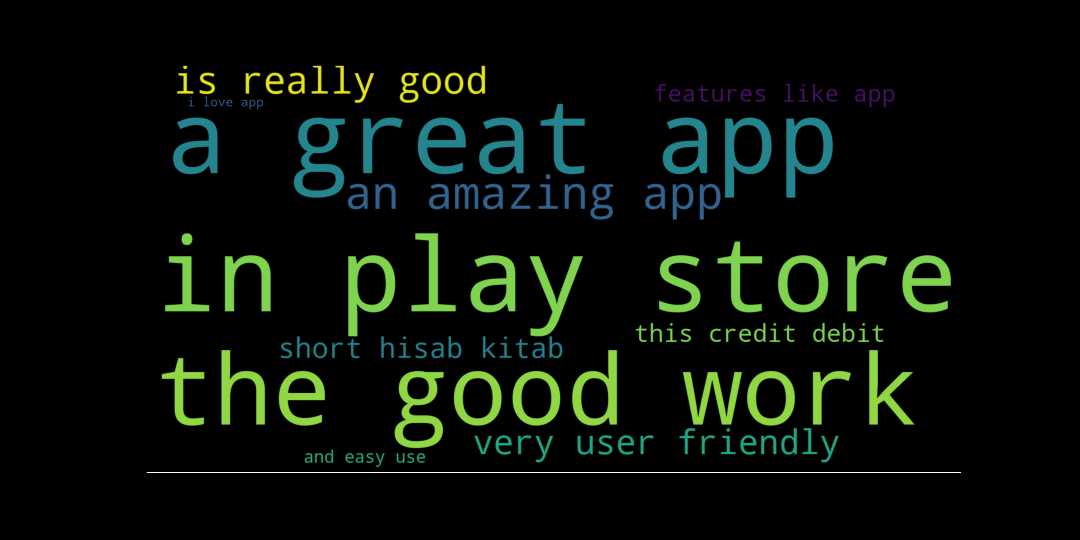 is really good
features like app
i love app
a great app
an amazing app
in play store
this credit debit
short hisab kitab
the good work
very user friendly
and easy use